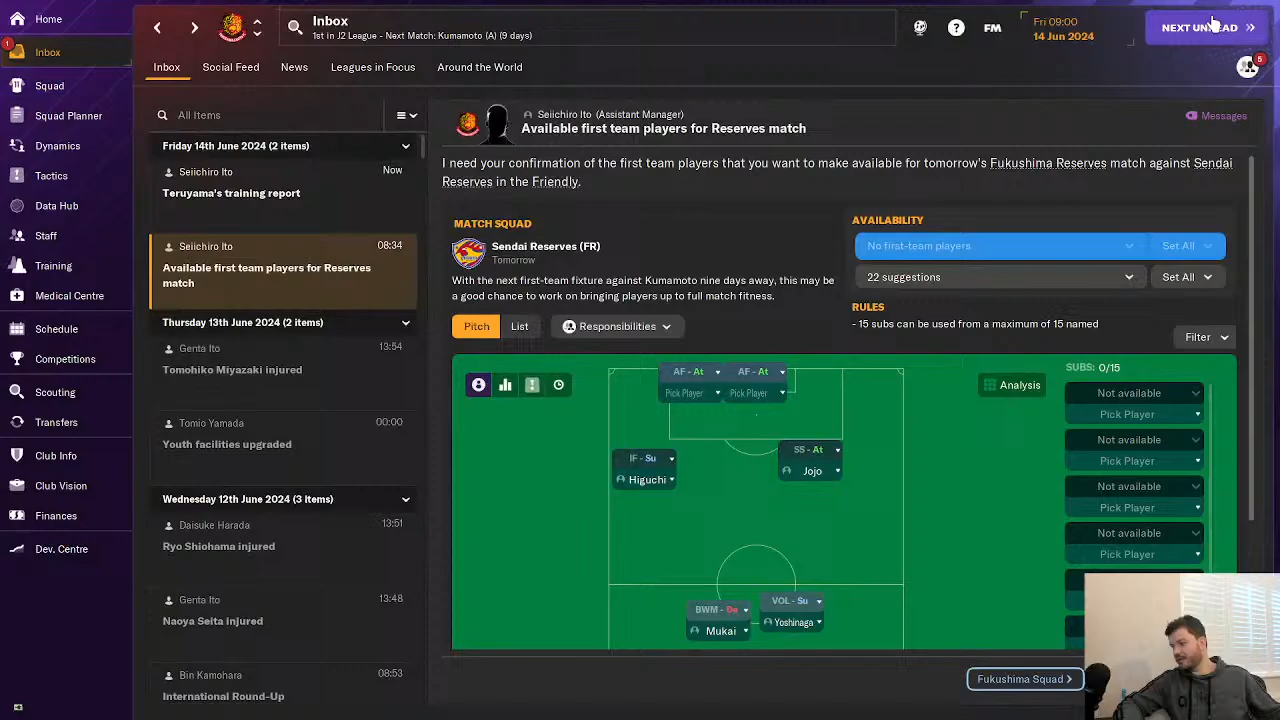 Home
Inbox
1st in J2 League - Next Match: Kumamoto (A) (9 days)
FM
Fri 09:00
14 Jun 2024
1
Inbox
Inbox
Social Feed
News
Leagues in Focus
Around the World
5
Squad
Squad Planner
Dynamics
Tactics
Data Hub
Staff
Training
Medical Centre
Schedule
Competitions
Scouting
Transfers
Club Info
Club Vision
Finances
Dev. Centre
All Items
Friday 14th June 2024 (2 items)
Seiichiro Ito
Now
Teruyama's training report
Seiichiro Ito
08:34
Available first team players for Reserves
match
Thursday 13th June 2024 (2 items)
Genta Ito
13:54
Tomohiko Miyazaki injured
Tomio Yamada
00:00
Youth facilities upgraded
Wednesday 12th June 2024 (3 items)
Daisuke Harada
13:51
Ryo Shiohama injured
Genta Ito
13:48
Naoya Seita injured
Bin Kamohara
08:53
International Round-Up
Seiichiro Ito (Assistant Manager)
Available first team players for Reserves match
Messages
I need your confirmation of the first team players that you want to make available for tomorrow's Fukushima Reserves match against Sendai
Reserves in the Friendly.
MATCH SQUAD
Sendai Reserves (FR)
Tomorrow
With the next first-team fixture against Kumamoto nine days away, this may
be a good chance to work on bringing players up to full match fitness.
Pitch
List
Responsibilities
AVAILABILITY
No first-team players
Set All
22 suggestions
Set All
RULES
- 15 subs can be used from a maximum of 15 named
Filter
AF - At
Pick Player
AF - At
Pick Player
Analysis
IF - Su
Higuchi
SS - At
Jojo
BWM - De
Mukai
VOL - Su
Yoshinaga
SUBS: 0/15
Not available
Pick Player
Not available
Pick Player
Not available
Pick Player
Not available
Pick Player
Fukushima Squad